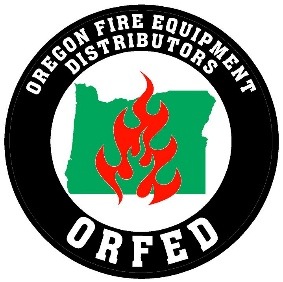 OREGON FIRE EQUIPMENT
DISTRIBUTORS
ORFED